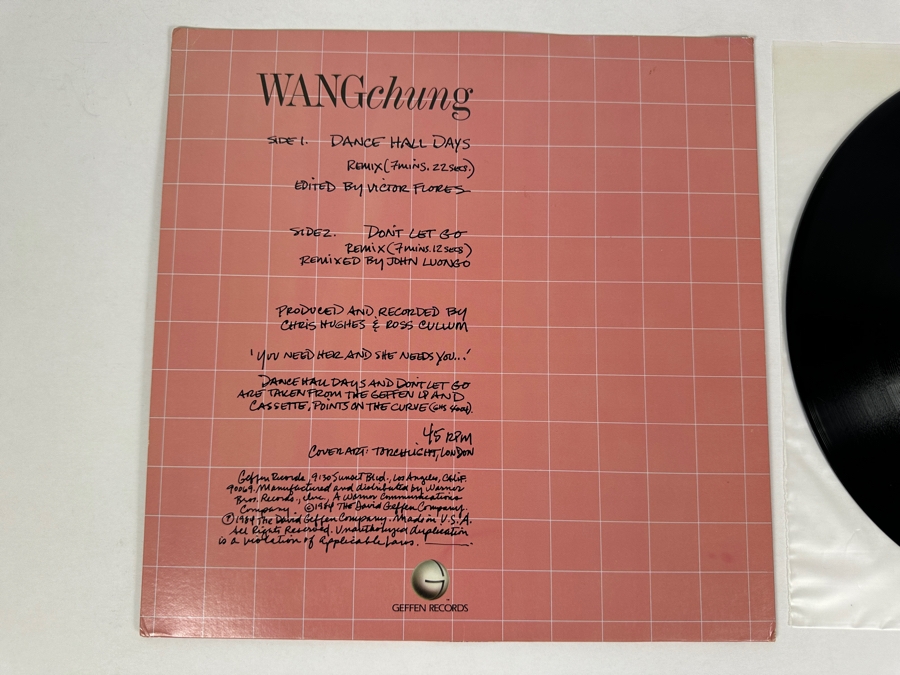 WANGchung
SIDE 1. DANCE HALL DAYS
REMIX (7 MINS. 22 SECS.)
EDITED BY VICTOR FLORES
SIDE 2. DON'T LET GO
REMIX (7 MINS. 12 SECS)
REMIXED BY JOHN LUONGO
PRODUCED AND RECORDED BY
CHRIS HUGHES & ROSS CULLUM
'YOU NEED HER AND SHE NEEDS YOU...'
DANCE HALL DAYS AND DON'T LET GO
ARE TAKEN FROM THE GEFFEN LP AND
CASSETTE, POINTS ON THE CURVE (GHS 4004).
45 RPM
COVER ART: TORCHLIGHT, LONDON
Geffen Records, 9130 Sunset Blvd., Los Angeles, Calif.
90069. Manufactured and distributed by Warner
Bros. Records, Inc., A Warner Communications
Company. ©1984 The David Geffen Company.
℗1984 The David Geffen Company. Made in U.S.A.
All Rights Reserved. Unauthorized duplication
is a violation of applicable Laws.
G
GEFFEN RECORDS